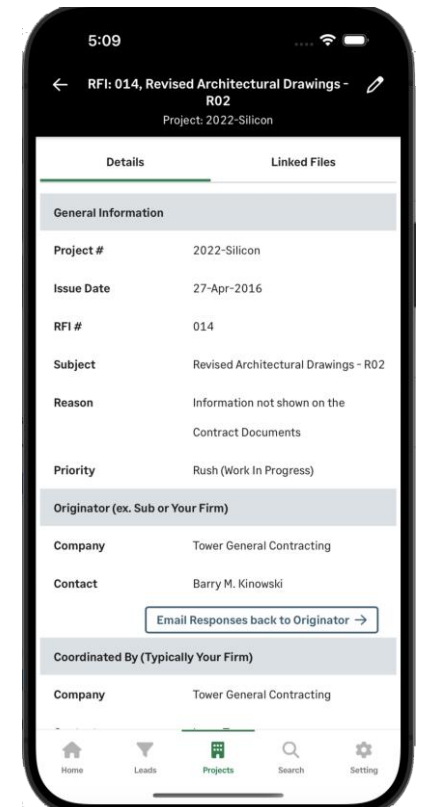 5:09
RFI: 014, Revised Architectural Drawings -
R02
Project: 2022-Silicon
Details
Linked Files
General Information
Project # 2022-Silicon
Issue Date 27-Apr-2016
RFI # 014
Subject Revised Architectural Drawings - R02
Reason Information not shown on the
Contract Documents
Priority Rush (Work In Progress)
Originator (ex. Sub or Your Firm)
Company Tower General Contracting
Contact Barry M. Kinowski
Email Responses back to Originator →
Coordinated By (Typically Your Firm)
Company Tower General Contracting
Home Leads Projects Search Setting